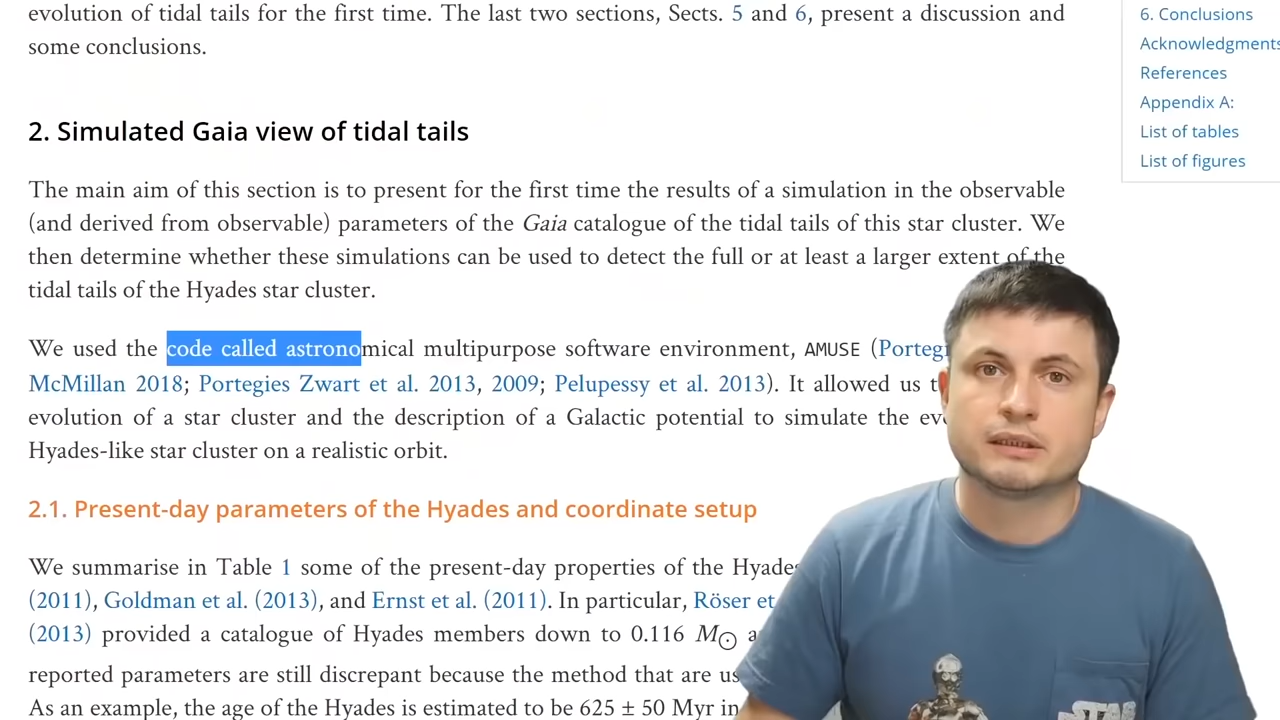 evolution of tidal tails for the first time. The last two sections, Sects. 5 and 6, present a discussion and
some conclusions.
2. Simulated Gaia view of tidal tails
The main aim of this section is to present for the first time the results of a simulation in the observable
(and derived from observable) parameters of the Gaia catalogue of the tidal tails of this star cluster. We
then determine whether these simulations can be used to detect the full or at least a larger extent of the
tidal tails of the Hyades star cluster.
We used the code called astronomical multipurpose software environment, AMUSE (
McMillan 2018; Portegies Zwart et al. 2013, 2009; Pelupessy et al. 2013). It allowed us
evolution of a star cluster and the description of a Galactic potential to simulate the
Hyades-like star cluster on a realistic orbit.
2.1. Present-day parameters of the Hyades and coordinate setup
We summarise in Table 1 some of the present-day properties of the Hyades
(2011), Goldman et al. (2013), and Ernst et al. (2011). In particular, Röser et
(2013) provided a catalogue of Hyades members down to 0.116 M⊙
reported parameters are still discrepant because the method that are
As an example, the age of the Hyades is estimated to be 625 ± 50 Myr in
6. Conclusions
Acknowledgments
References
Appendix A:
List of tables
List of figures
STAR